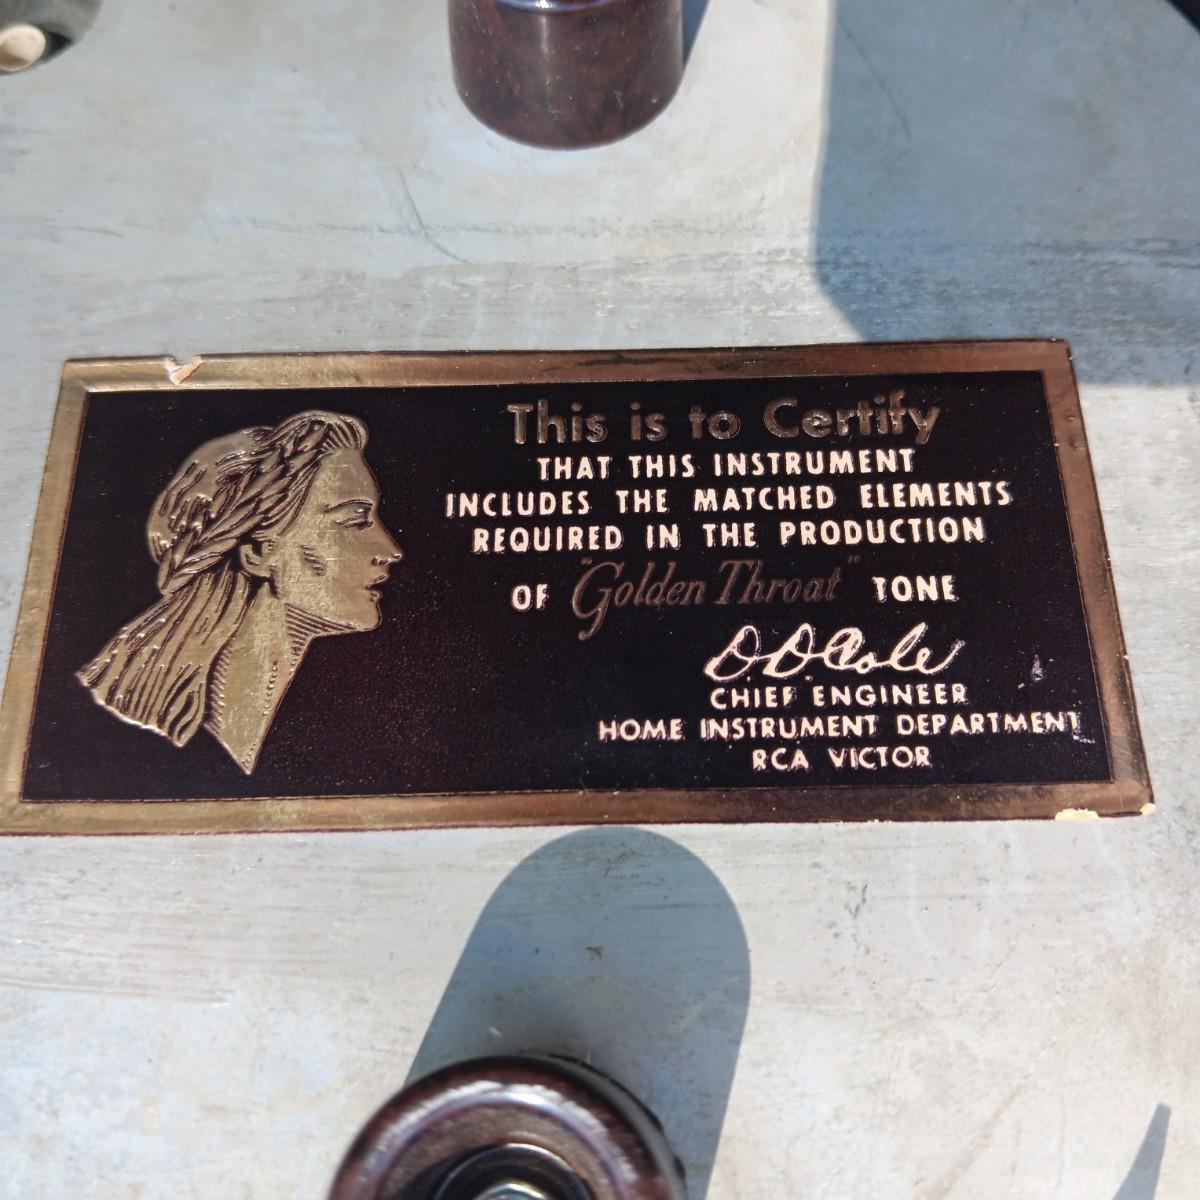 This is to Certify
THAT THIS INSTRUMENT
INCLUDES THE MATCHED ELEMENTS
REQUIRED IN THE PRODUCTION
OF "Golden Throat" TONE
D D Cole
CHIEF ENGINEER
HOME INSTRUMENT DEPARTMENT
RCA VICTOR